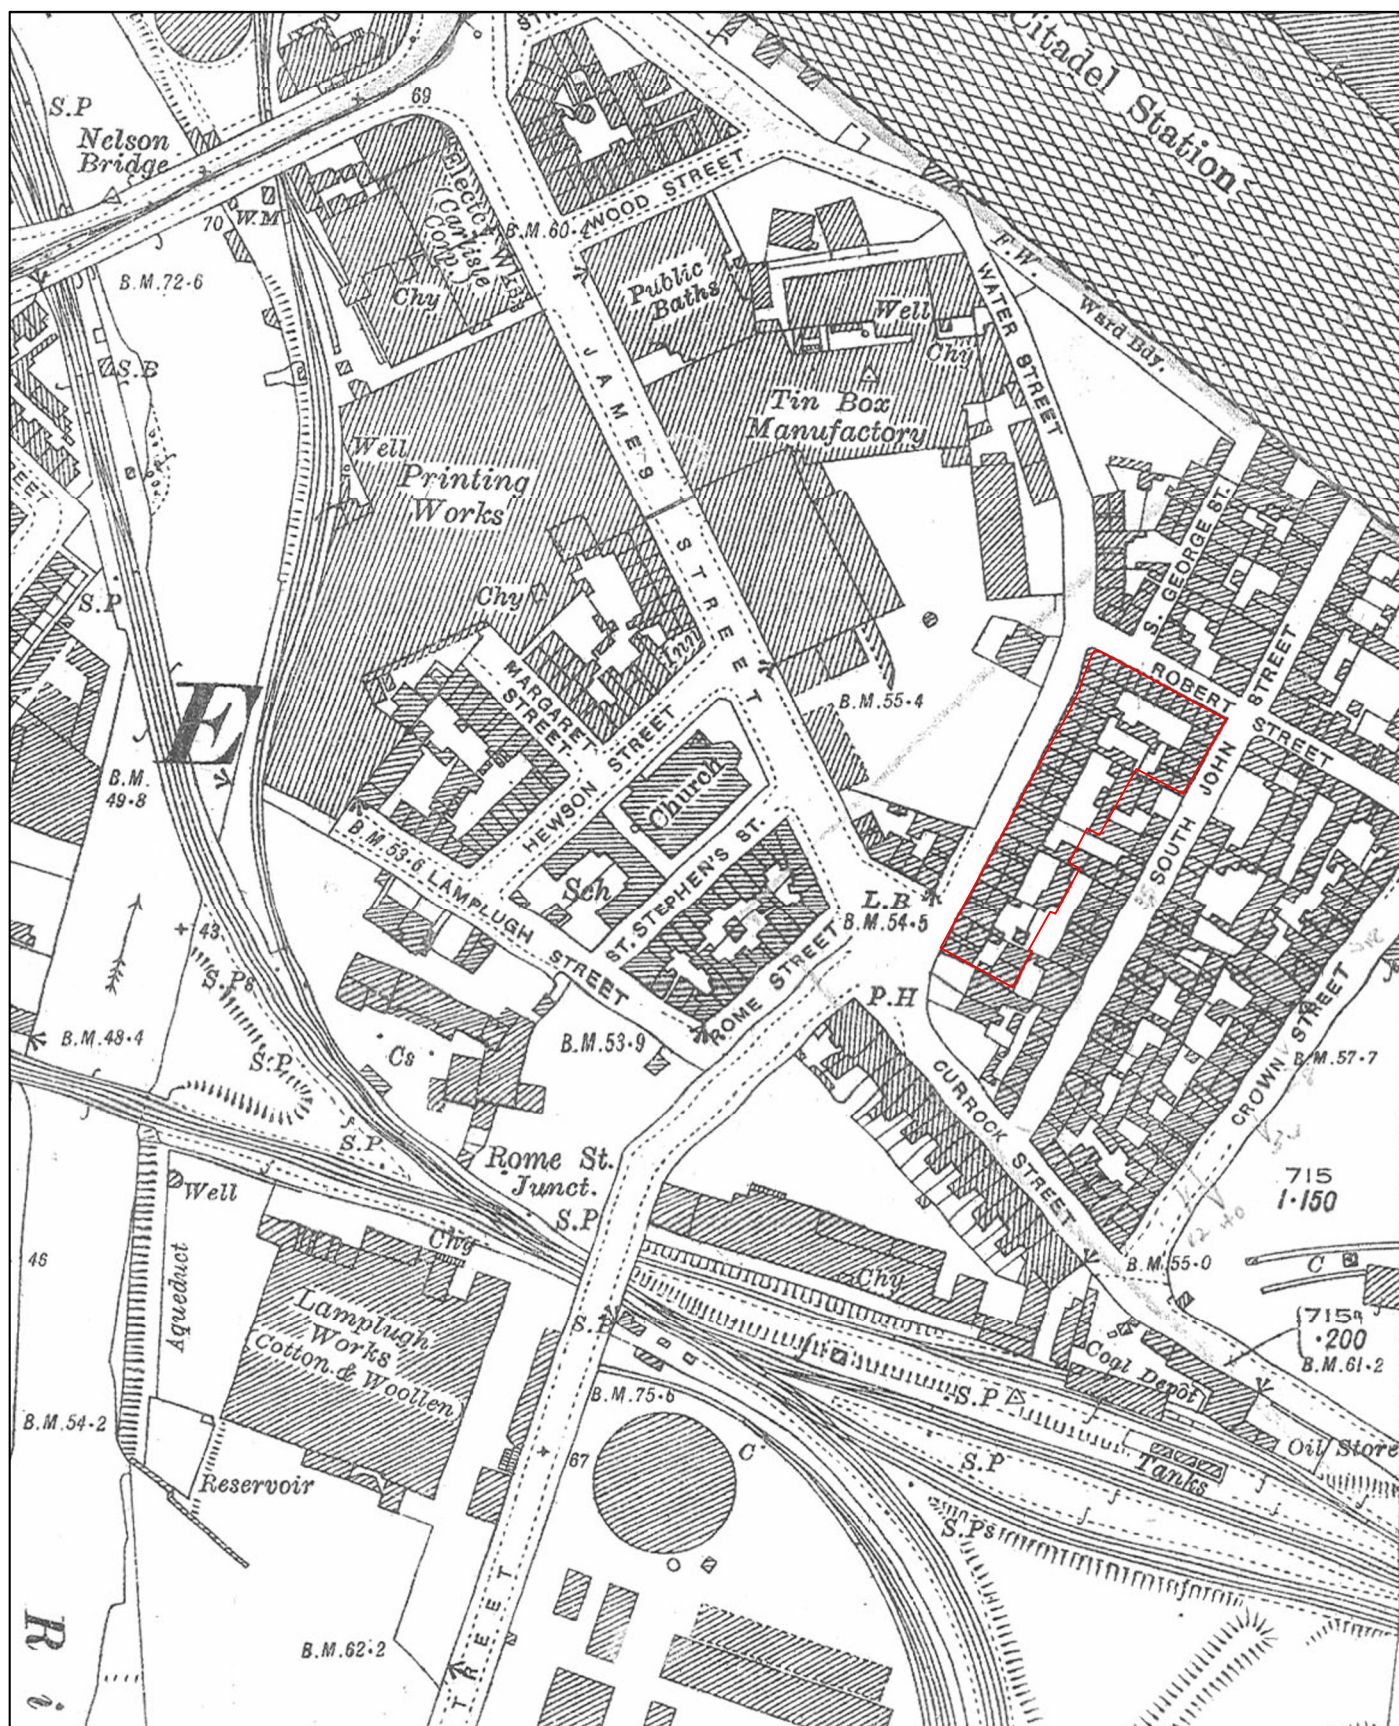 Citadel Station
S.P
69
Nelson
Bridge
W.M
70
Electc. Wks.
Carlisle
Corp.
B.M.60.4
WOOD STREET
B.M.72.6
Chy
Public
Baths
F.W.
Ward Bdy.
WATER STREET
Well
Chy
S.B
JAMES STREET
Tin Box
Manufactory
Well
Printing
Works
S. GEORGE ST.
Chy
S.P
Inn
MARGARET
STREET
ROBERT STREET
SOUTH JOHN STREET
B.M.55.4
E
HEWSON STREET
Church
B.M.
49.8
B.M 53.6
LAMPLUGH STREET
Sch
ST. STEPHEN'S ST.
L.B
B.M.54.5
43
S.Ps
ROME STREET
P.H
B.M.48.4
Cs
B.M.53.9
S.P.
CURROCK STREET
CROWN STREET
B.M.57.7
S.P
Rome St.
Junct.
S.P
Well
715
1.150
46
Aqueduct
Chy
B.M.55.0
C
Chy
Lamplugh
Works
(Cotton & Woollen)
S.P
715a
.200
B.M.61.2
Coal Depôt
B.M.54.2
B.M.75.6
S.P
67
C
Oil Store
Reservoir
S.P
Tanks
S.Ps
STREET
B.M.62.2
R
i